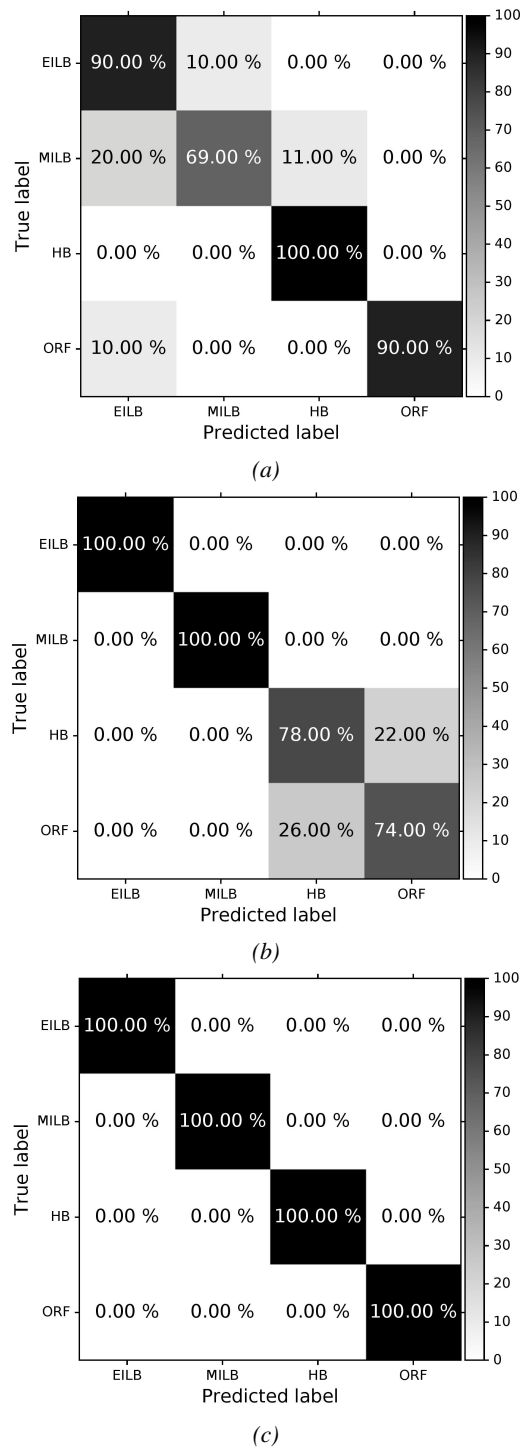 EILB 90.00 % 10.00 % 0.00 % 0.00 %
MILB 20.00 % 69.00 % 11.00 % 0.00 %
HB 0.00 % 0.00 % 100.00 % 0.00 %
ORF 10.00 % 0.00 % 0.00 % 90.00 %
True label
EILB MILB HB ORF
Predicted label
100
90
80
70
60
50
40
30
20
10
0
(a)
EILB 100.00 % 0.00 % 0.00 % 0.00 %
MILB 0.00 % 100.00 % 0.00 % 0.00 %
HB 0.00 % 0.00 % 78.00 % 22.00 %
ORF 0.00 % 0.00 % 26.00 % 74.00 %
True label
EILB MILB HB ORF
Predicted label
100
90
80
70
60
50
40
30
20
10
0
(b)
EILB 100.00 % 0.00 % 0.00 % 0.00 %
MILB 0.00 % 100.00 % 0.00 % 0.00 %
HB 0.00 % 0.00 % 100.00 % 0.00 %
ORF 0.00 % 0.00 % 0.00 % 100.00 %
True label
EILB MILB HB ORF
Predicted label
100
90
80
70
60
50
40
30
20
10
0
(c)